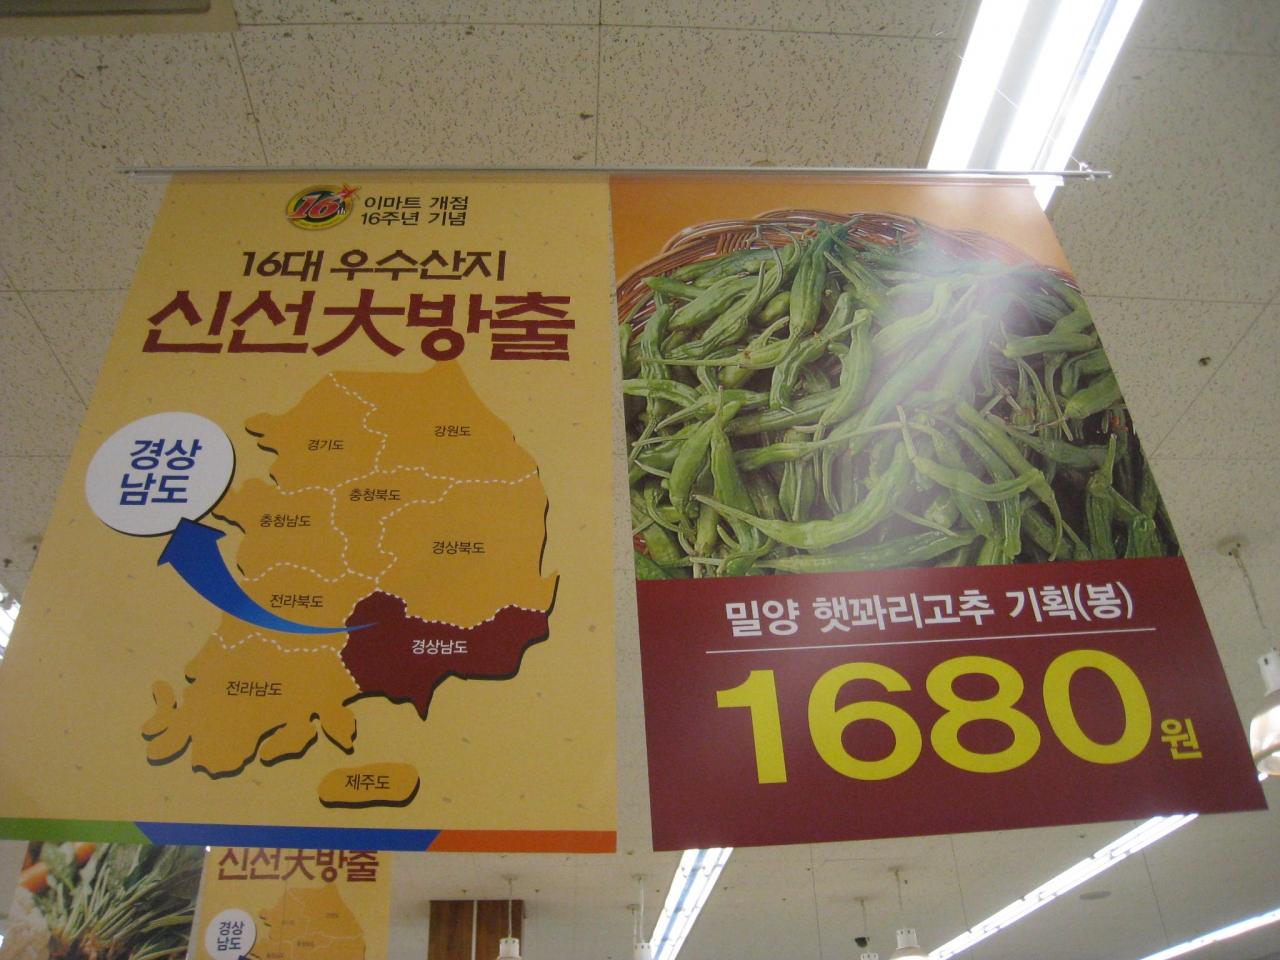 16
이마트 개점
16주년 기념
16대 우수산지
신선大방출
경상
남도
경기도
강원도
충청북도
충청남도
경상북도
전라북도
경상남도
전라남도
제주도
밀양 햇꽈리고추 기획(봉)
1680원
신선大방출
경상
남도